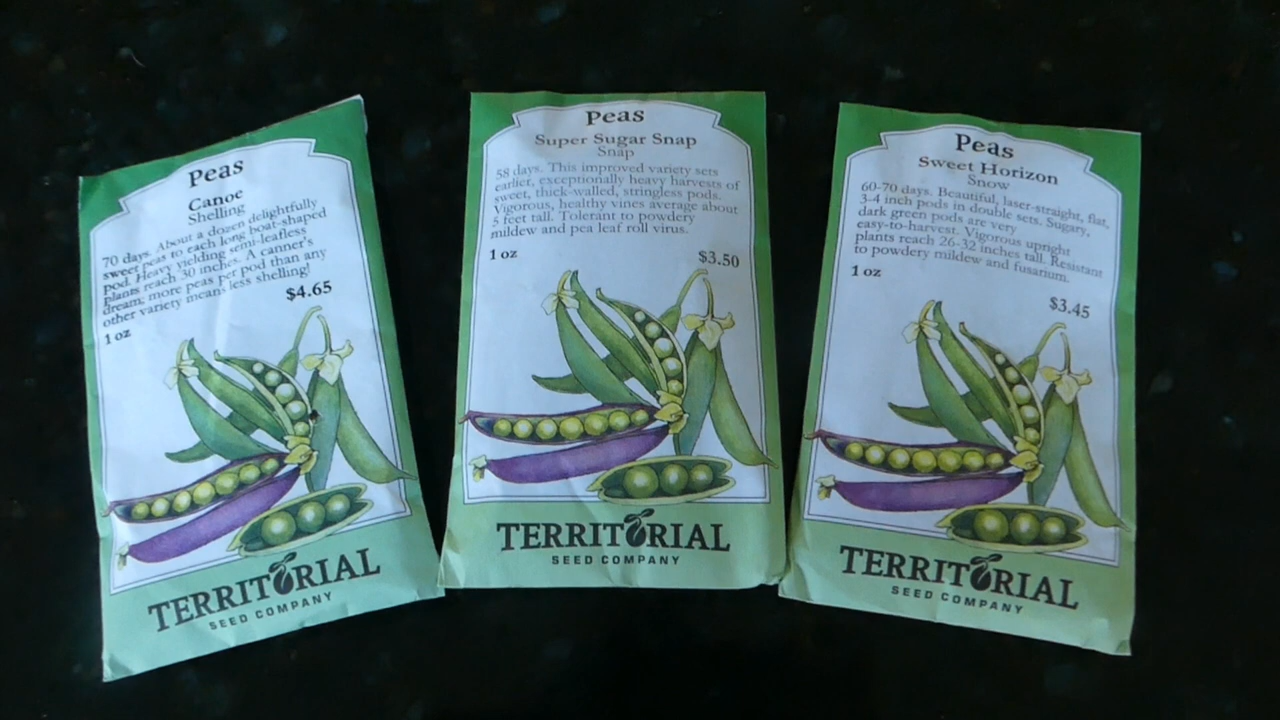 Peas
Canoe
Shelling
70 days. About a dozen delightfully
sweet peas to each long boat-shaped
pod. Heavy yielding semi-leafless
plants reach 30 inches. A canner's
dream; more peas per pod than any
other variety means less shelling!
$4.65
1 oz
TERRITORIAL
SEED COMPANY
Peas
Super Sugar Snap
Snap
58 days. This improved variety sets
earlier, exceptionally heavy harvests of
sweet, thick-walled, stringless pods.
Vigorous, healthy vines average about
5 feet tall. Tolerant to powdery
mildew and pea leaf roll virus.
1 oz
$3.50
TERRITORIAL
SEED COMPANY
Peas
Sweet Horizon
Snow
60-70 days. Beautiful, laser-straight, flat,
3-4 inch pods in double sets. Sugary,
dark green pods are very
easy-to-harvest. Vigorous upright
plants reach 26-32 inches tall. Resistant
to powdery mildew and fusarium.
1 oz
$3.45
TERRITORIAL
SEED COMPANY